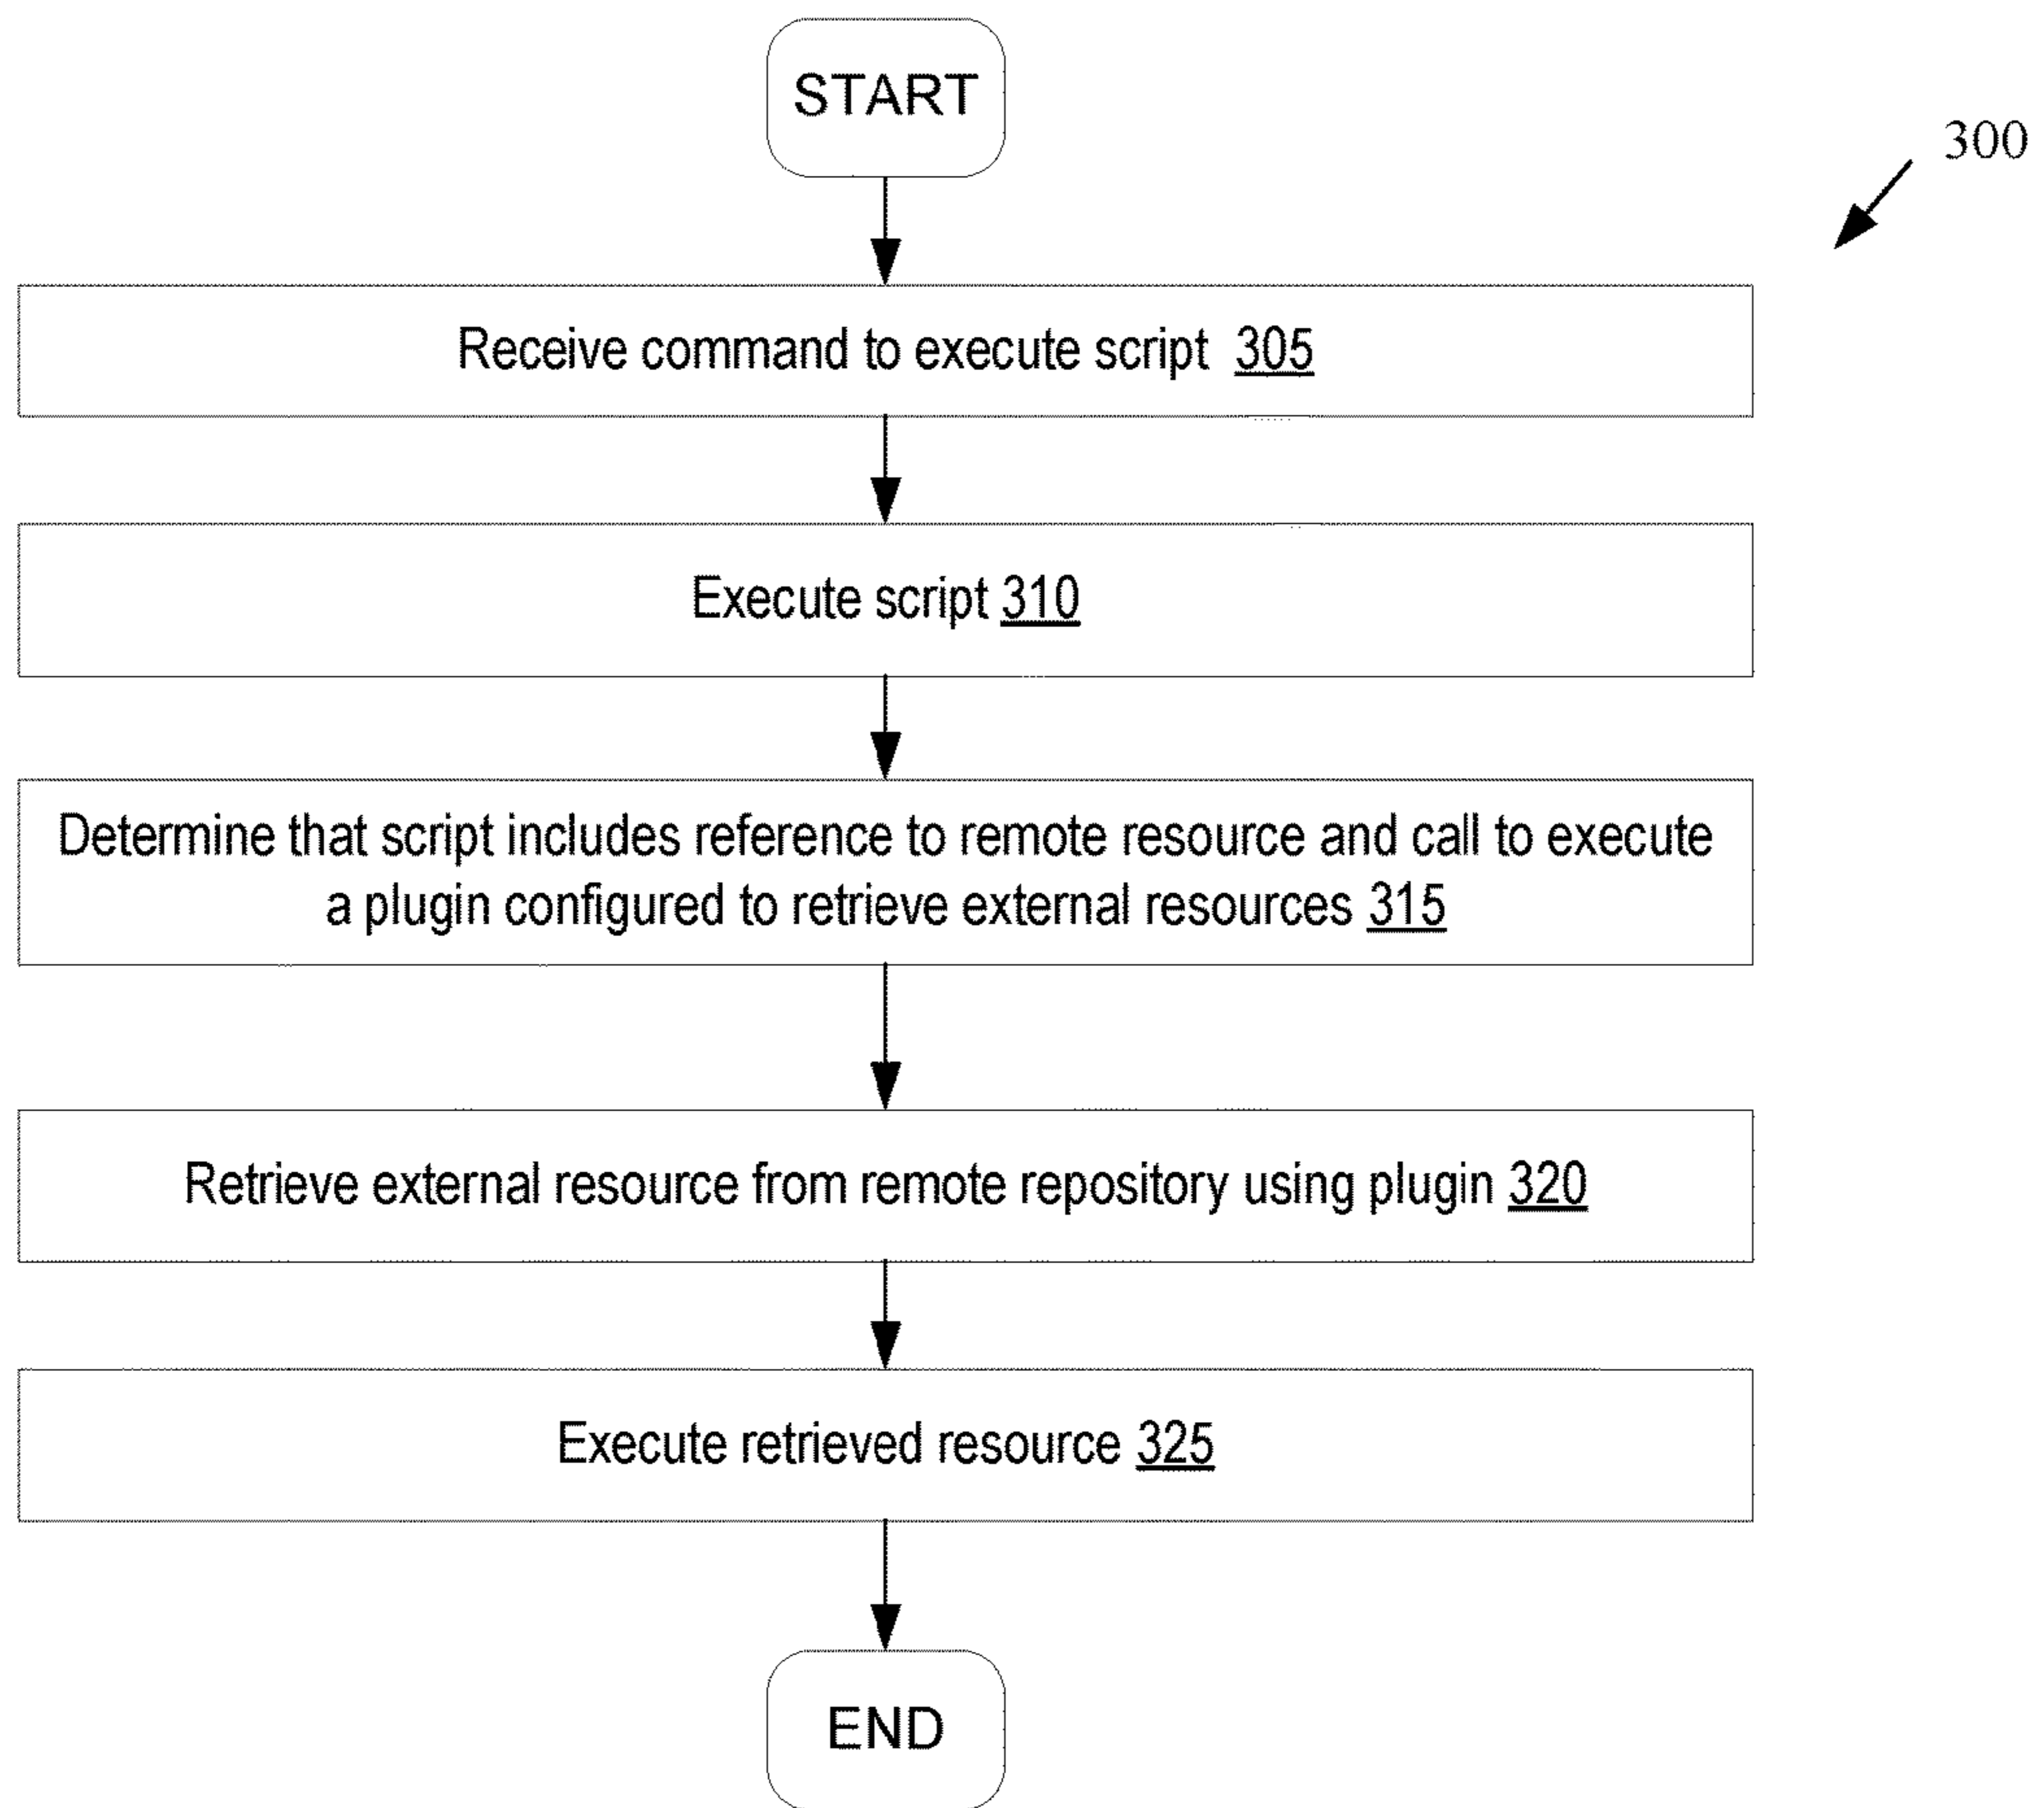 START
300
Receive command to execute script 305
Execute script 310
Determine that script includes reference to remote resource and call to execute
a plugin configured to retrieve external resources 315
Retrieve external resource from remote repository using plugin 320
Execute retrieved resource 325
END